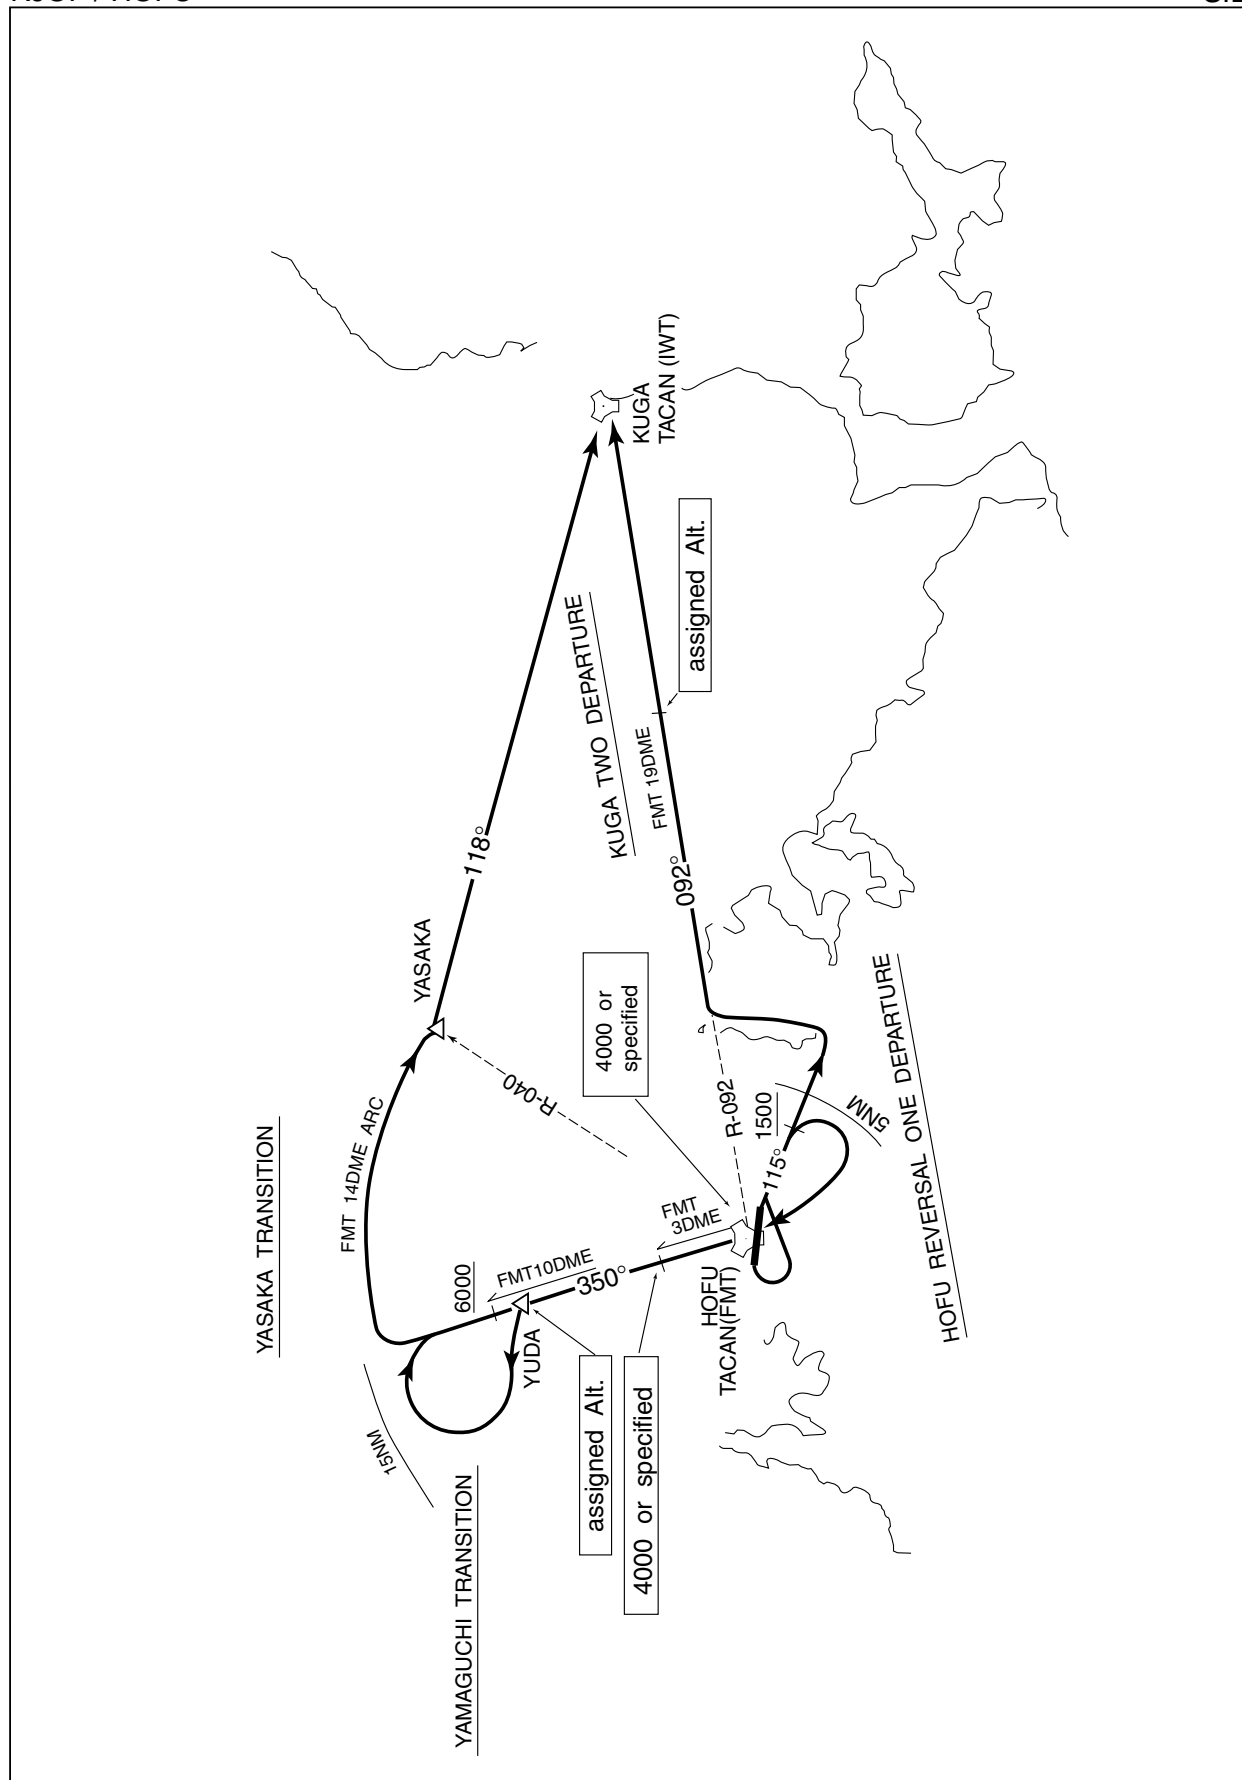 YASAKA TRANSITION
FMT 14DME ARC
15NM
YAMAGUCHI TRANSITION
6000
FMT10DME
YUDA
350°
assigned Alt.
4000 or specified
FMT
3DME
HOFU
TACAN(FMT)
YASAKA
R-040
118°
4000 or
specified
R-092
1500
115°
5NM
HOFU REVERSAL ONE DEPARTURE
KUGA TWO DEPARTURE
FMT 19DME
092°
assigned Alt.
KUGA
TACAN (IWT)